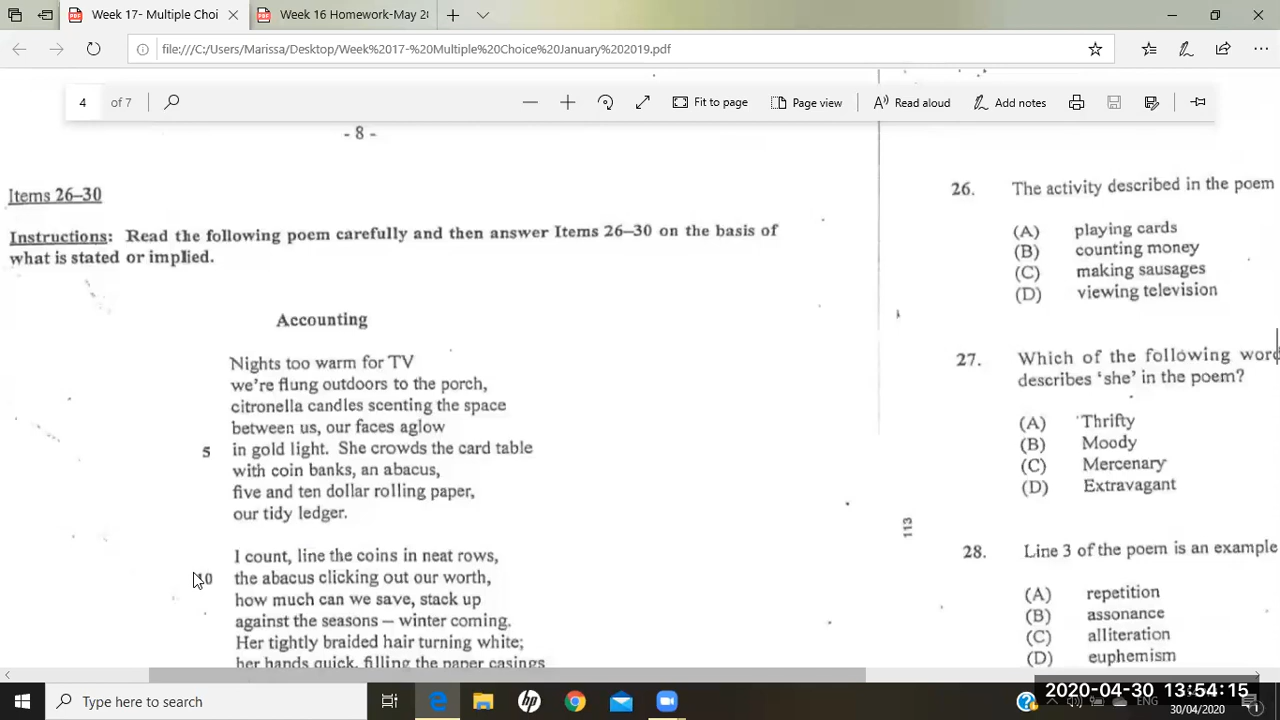 Week 17- Multiple Choi
Week 16 Homework-May 28
file:///C:/Users/Marissa/Desktop/Week%2017-%20Multiple%20Choice%20January%202019.pdf
4 of 7
Fit to page
Page view
Read aloud
Add notes
- 8 -
Items 26–30
Instructions: Read the following poem carefully and then answer Items 26–30 on the basis of
what is stated or implied.
Accounting
Nights too warm for TV
we're flung outdoors to the porch,
citronella candles scenting the space
between us, our faces aglow
5 in gold light. She crowds the card table
with coin banks, an abacus,
five and ten dollar rolling paper,
our tidy ledger.
I count, line the coins in neat rows,
10 the abacus clicking out our worth,
how much can we save, stack up
against the seasons – winter coming.
Her tightly braided hair turning white;
her hands quick, filling the paper casings
26. The activity described in the poem
(A) playing cards
(B) counting money
(C) making sausages
(D) viewing television
27. Which of the following word
describes 'she' in the poem?
(A) Thrifty
(B) Moody
(C) Mercenary
(D) Extravagant
113
28. Line 3 of the poem is an example
(A) repetition
(B) assonance
(C) alliteration
(D) euphemism
Type here to search
ENG
2020-04-30 13:54:15
30/04/2020